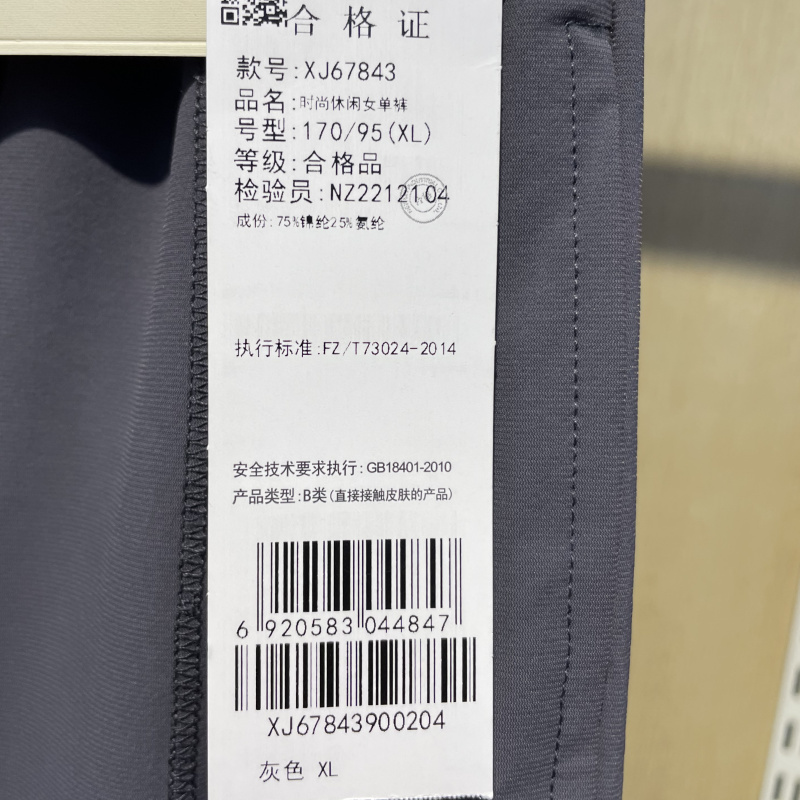 合格证
款号:XJ67843
品名:时尚休闲女单裤
号型:170/95(XL)
等级:合格品
检验员:NZ2212104
成份:75%锦纶25%氨纶
执行标准:FZ/T73024-2014
安全技术要求执行:GB18401-2010
产品类型:B类(直接接触皮肤的产品)
6 920583 044847
XJ67843900204
灰色 XL